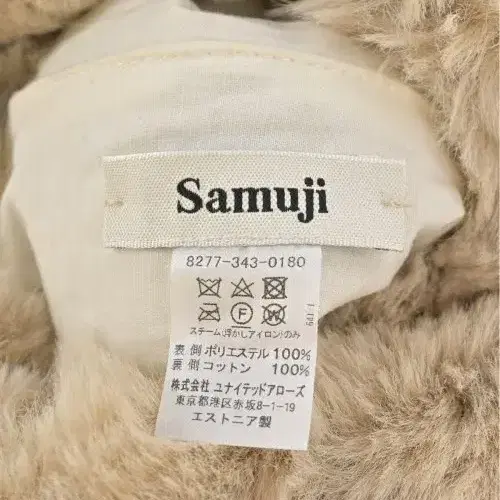 Samuji
8277-343-0180
F
W
スチーム(浮かしアイロン)のみ
表側 ポリエステル 100%
裏側 コットン 100%
株式会社 ユナイテッドアローズ
東京都港区赤坂8-1-19
エストニア製